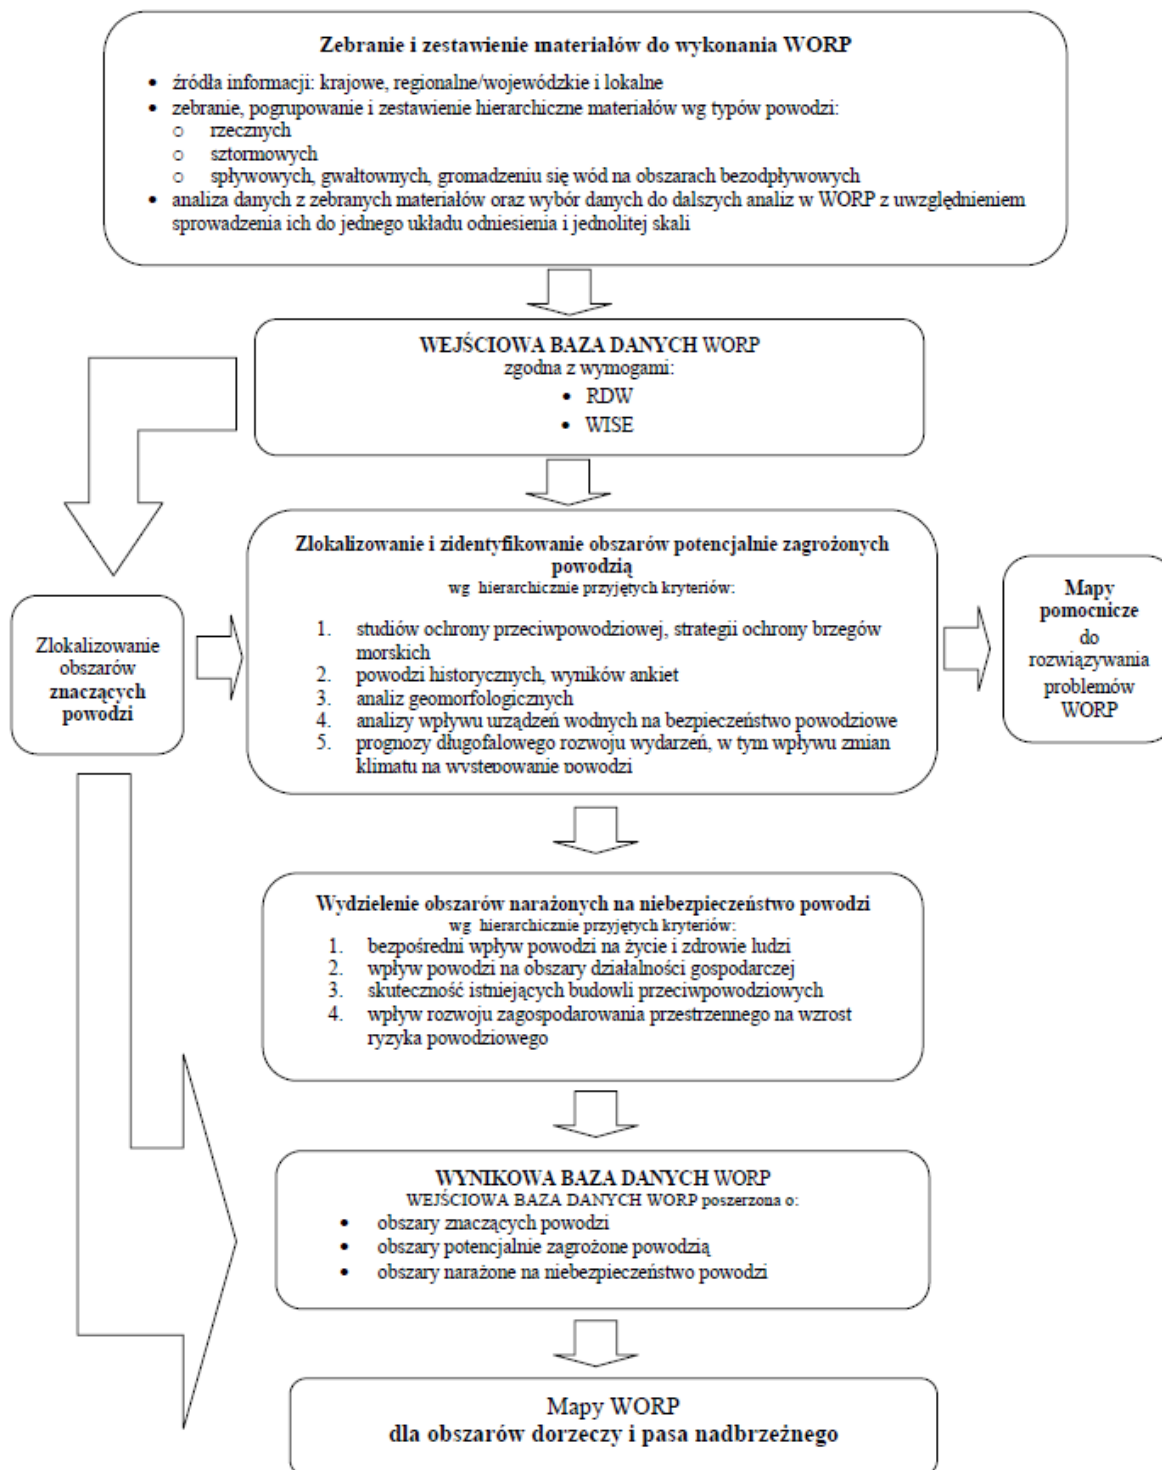 Zebranie i zestawienie materiałów do wykonania WORP
• źródła informacji: krajowe, regionalne/wojewódzkie i lokalne
• zebranie, pogrupowanie i zestawienie hierarchiczne materiałów wg typów powodzi:
o rzecznych
o sztormowych
o spływowych, gwałtownych, gromadzeniu się wód na obszarach bezodpływowych
• analiza danych z zebranych materiałów oraz wybór danych do dalszych analiz w WORP z uwzględnieniem
sprowadzenia ich do jednego układu odniesienia i jednolitej skali
WEJŚCIOWA BAZA DANYCH WORP
zgodna z wymogami:
• RDW
• WISE
Zlokalizowanie
obszarów
znaczących
powodzi
Zlokalizowanie i zidentyfikowanie obszarów potencjalnie zagrożonych
powodzią
wg hierarchicznie przyjętych kryteriów:
1. studiów ochrony przeciwpowodziowej, strategii ochrony brzegów
morskich
2. powodzi historycznych, wyników ankiet
3. analiz geomorfologicznych
4. analizy wpływu urządzeń wodnych na bezpieczeństwo powodziowe
5. prognozy długofalowego rozwoju wydarzeń, w tym wpływu zmian
klimatu na występowanie powodzi
Mapy
pomocnicze
do
rozwiązywania
problemów
WORP
Wydzielenie obszarów narażonych na niebezpieczeństwo powodzi
wg hierarchicznie przyjętych kryteriów:
1. bezpośredni wpływ powodzi na życie i zdrowie ludzi
2. wpływ powodzi na obszary działalności gospodarczej
3. skuteczność istniejących budowli przeciwpowodziowych
4. wpływ rozwoju zagospodarowania przestrzennego na wzrost
ryzyka powodziowego
WYNIKOWA BAZA DANYCH WORP
WEJŚCIOWA BAZA DANYCH WORP poszerzona o:
• obszary znaczących powodzi
• obszary potencjalnie zagrożone powodzią
• obszary narażone na niebezpieczeństwo powodzi
Mapy WORP
dla obszarów dorzeczy i pasa nadbrzeżnego